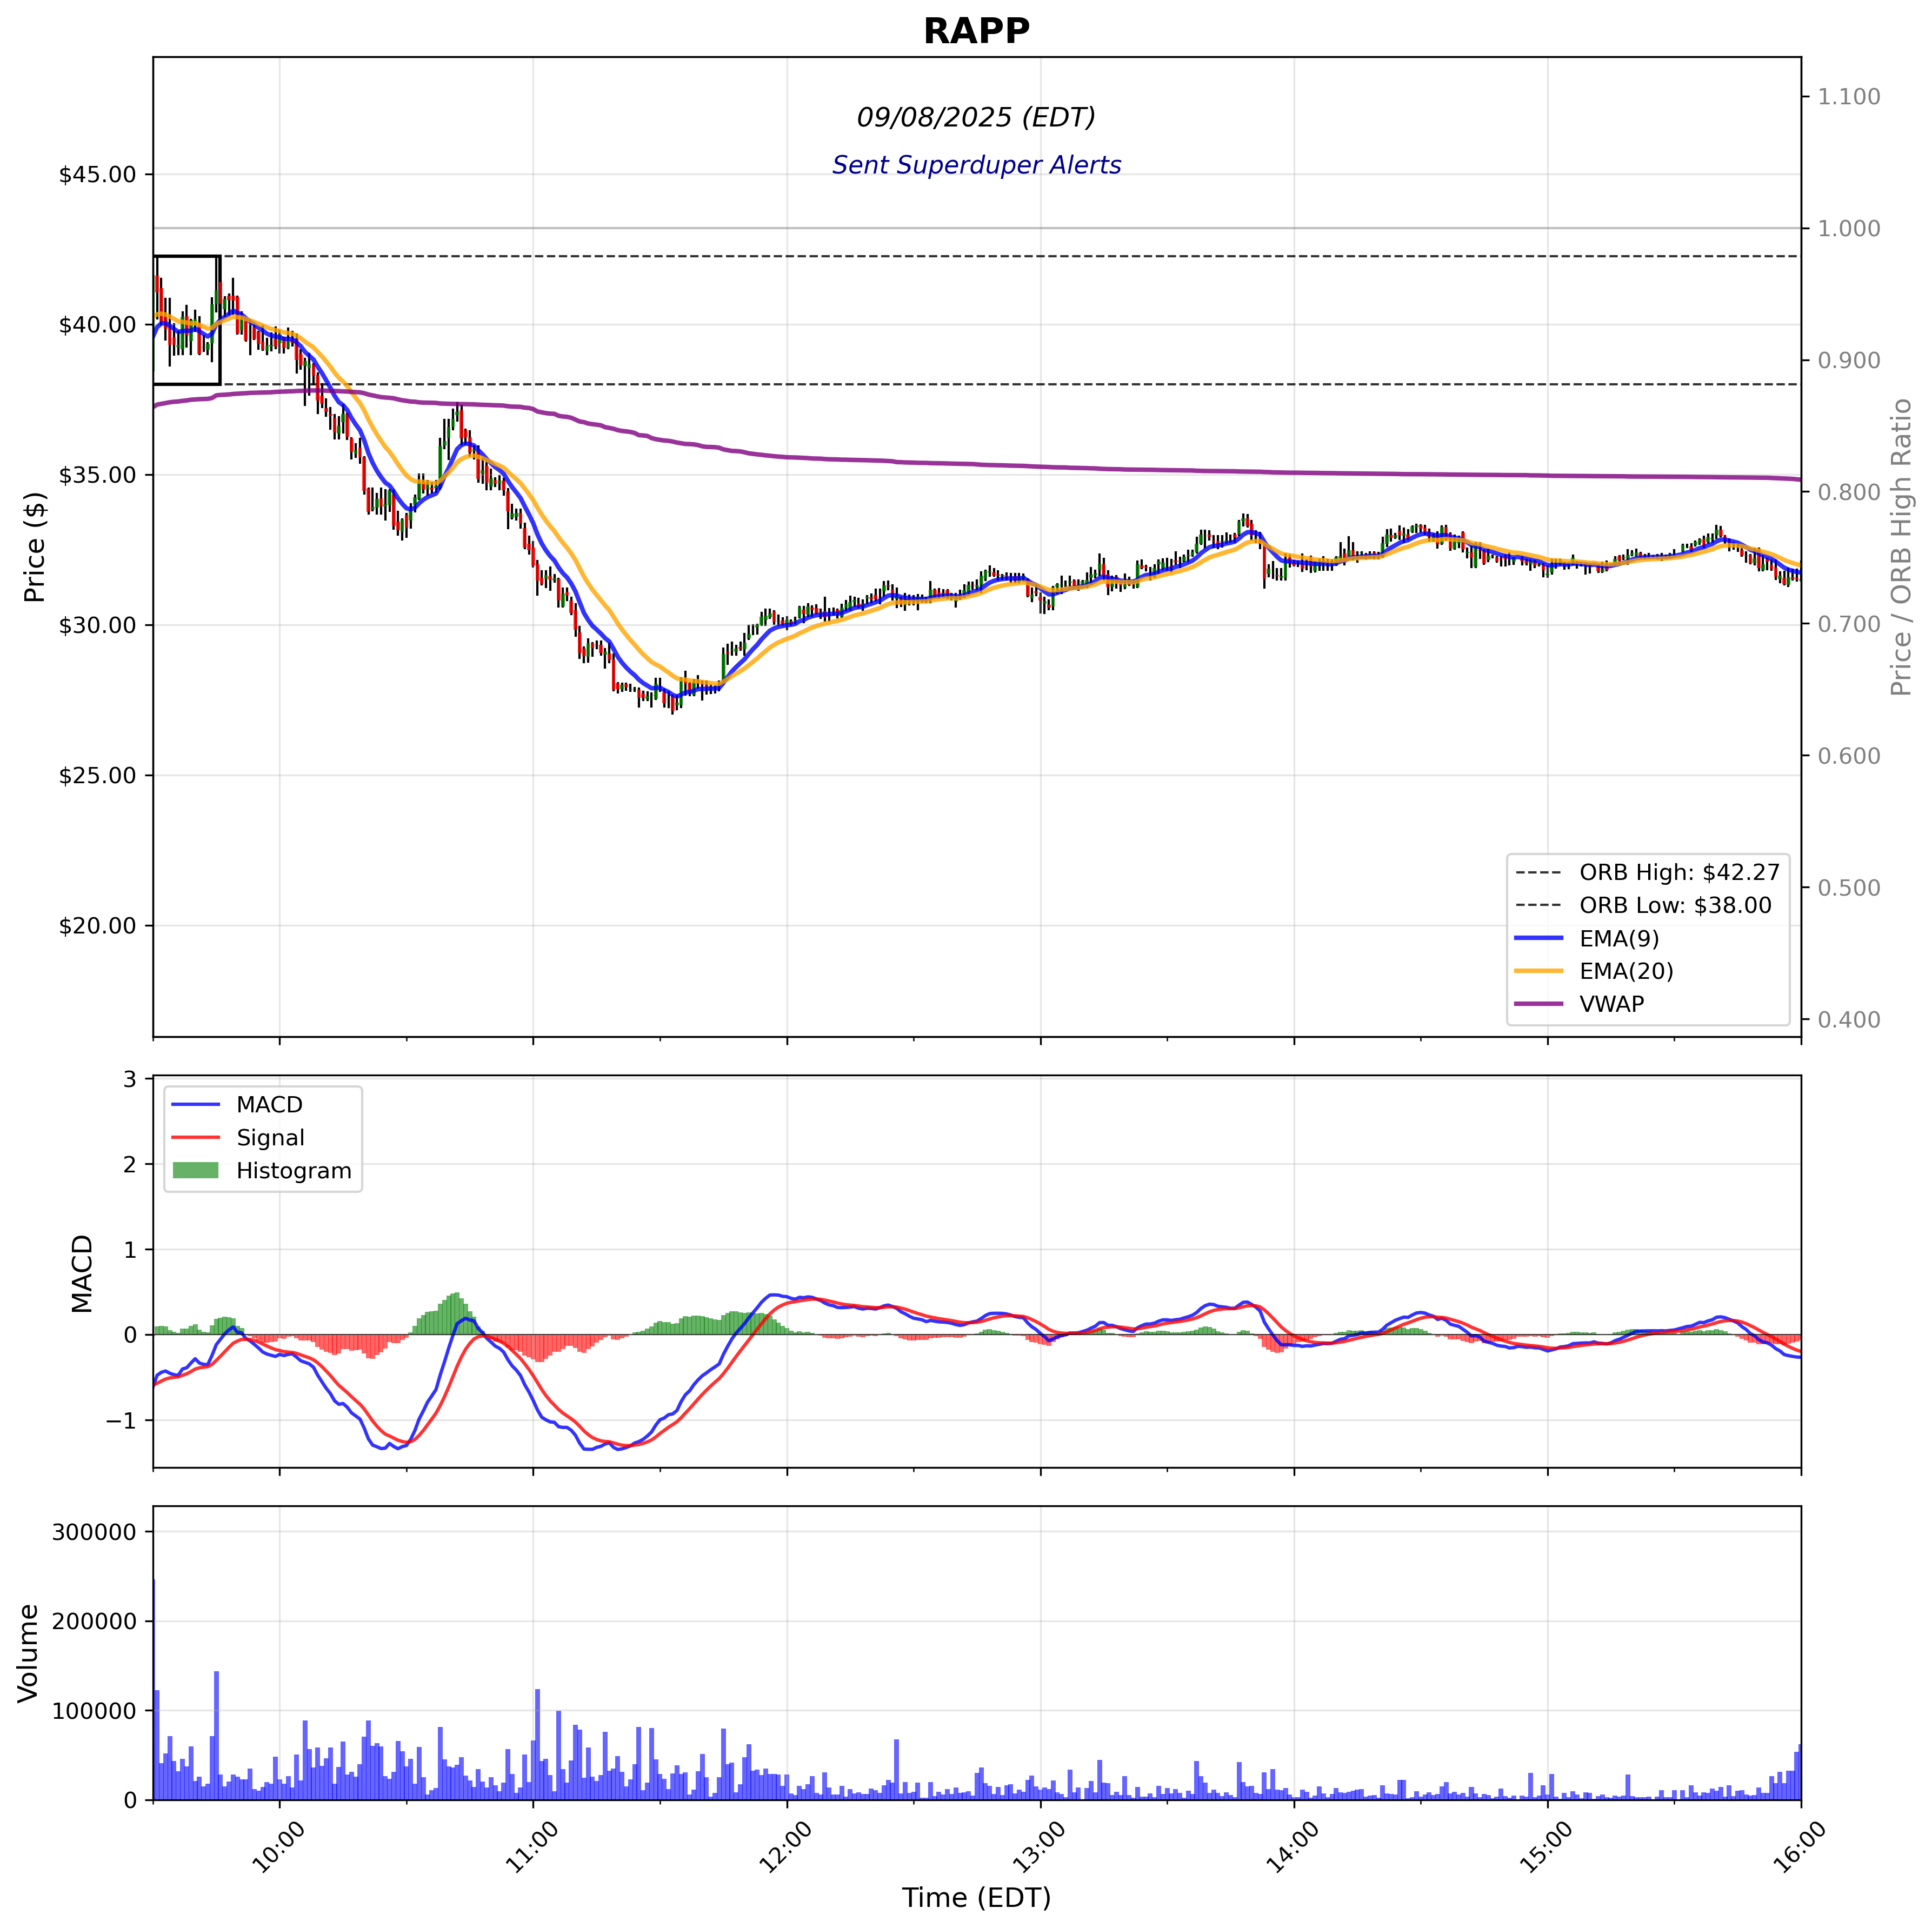 RAPP
09/08/2025 (EDT)
Sent Superduper Alerts
Price ($)
$45.00
$40.00
$35.00
$30.00
$25.00
$20.00
1.100
1.000
0.900
0.800
0.700
0.600
0.500
0.400
Price / ORB High Ratio
ORB High: $42.27
ORB Low: $38.00
EMA(9)
EMA(20)
VWAP
MACD
3
2
1
0
−1
MACD
Signal
Histogram
Volume
300000
200000
100000
0
10:00
11:00
12:00
13:00
14:00
15:00
16:00
Time (EDT)